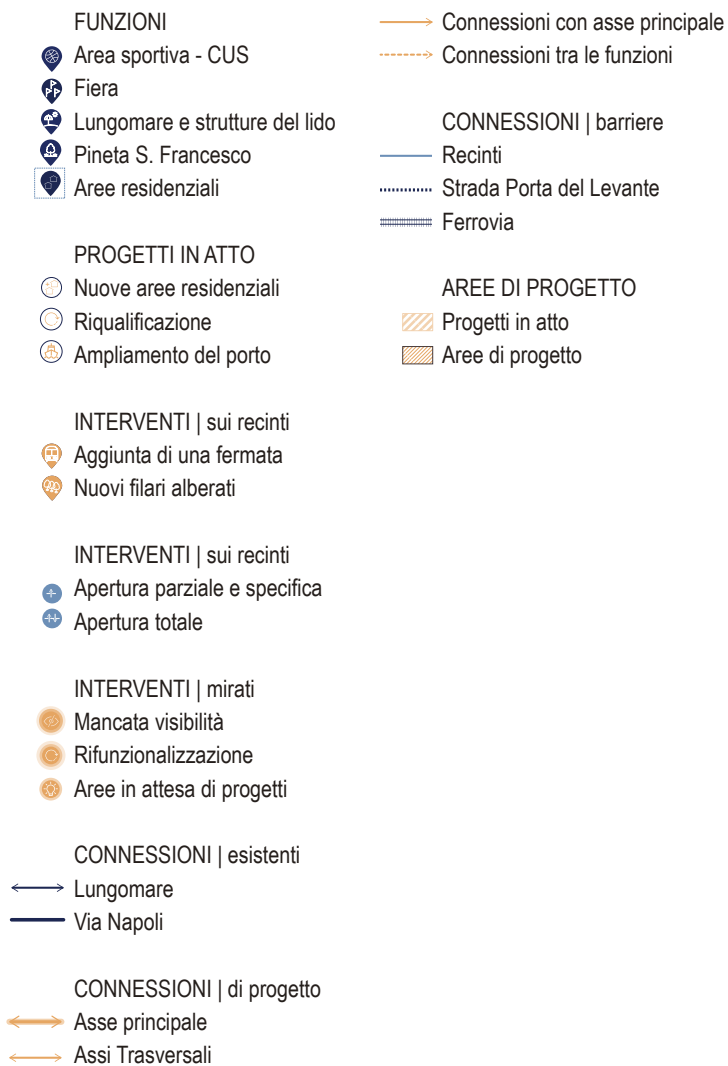 FUNZIONI
Area sportiva - CUS
Fiera
Lungomare e strutture del lido
Pineta S. Francesco
Aree residenziali
PROGETTI IN ATTO
Nuove aree residenziali
Riqualificazione
Ampliamento del porto
INTERVENTI | sui recinti
Aggiunta di una fermata
Nuovi filari alberati
INTERVENTI | sui recinti
Apertura parziale e specifica
Apertura totale
INTERVENTI | mirati
Mancata visibilità
Rifunzionalizzazione
Aree in attesa di progetti
CONNESSIONI | esistenti
Lungomare
Via Napoli
CONNESSIONI | di progetto
Asse principale
Assi Trasversali
Connessioni con asse principale
Connessioni tra le funzioni
CONNESSIONI | barriere
Recinti
Strada Porta del Levante
Ferrovia
AREE DI PROGETTO
Progetti in atto
Aree di progetto